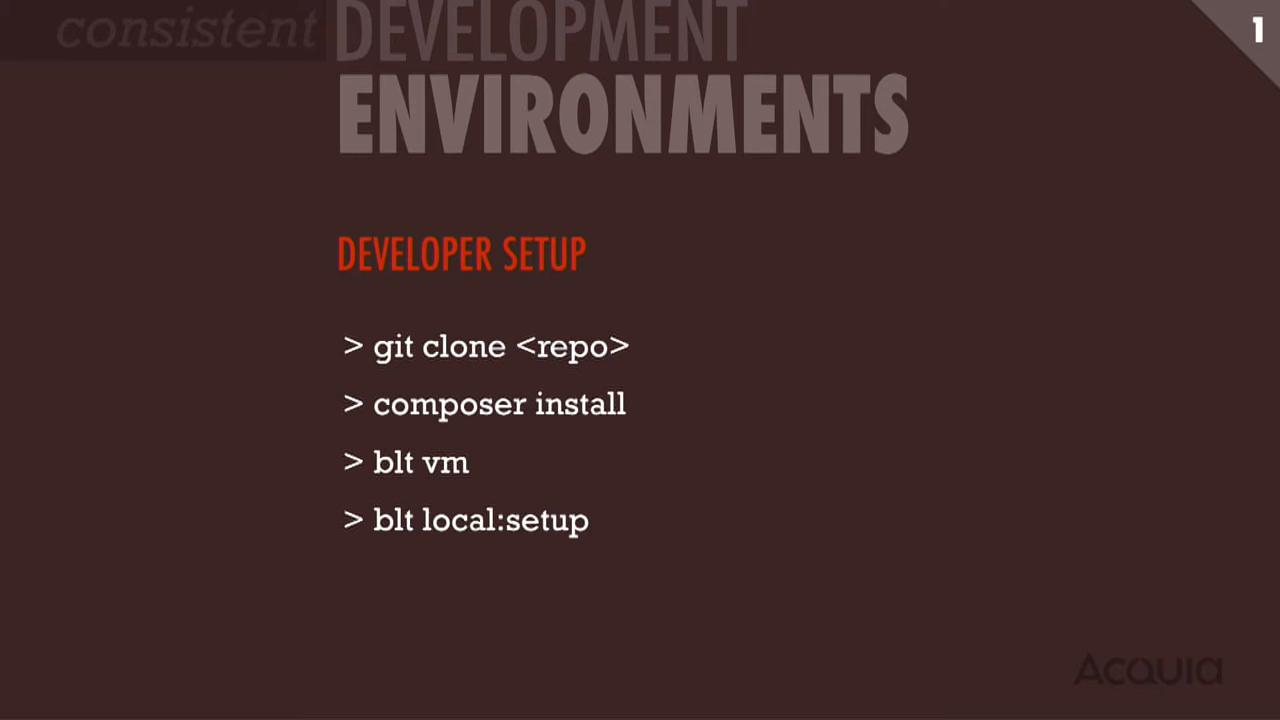 consistent DEVELOPMENT
1
ENVIRONMENTS
DEVELOPER SETUP
> git clone <repo>
> composer install
> blt vm
> blt local:setup
Acquia